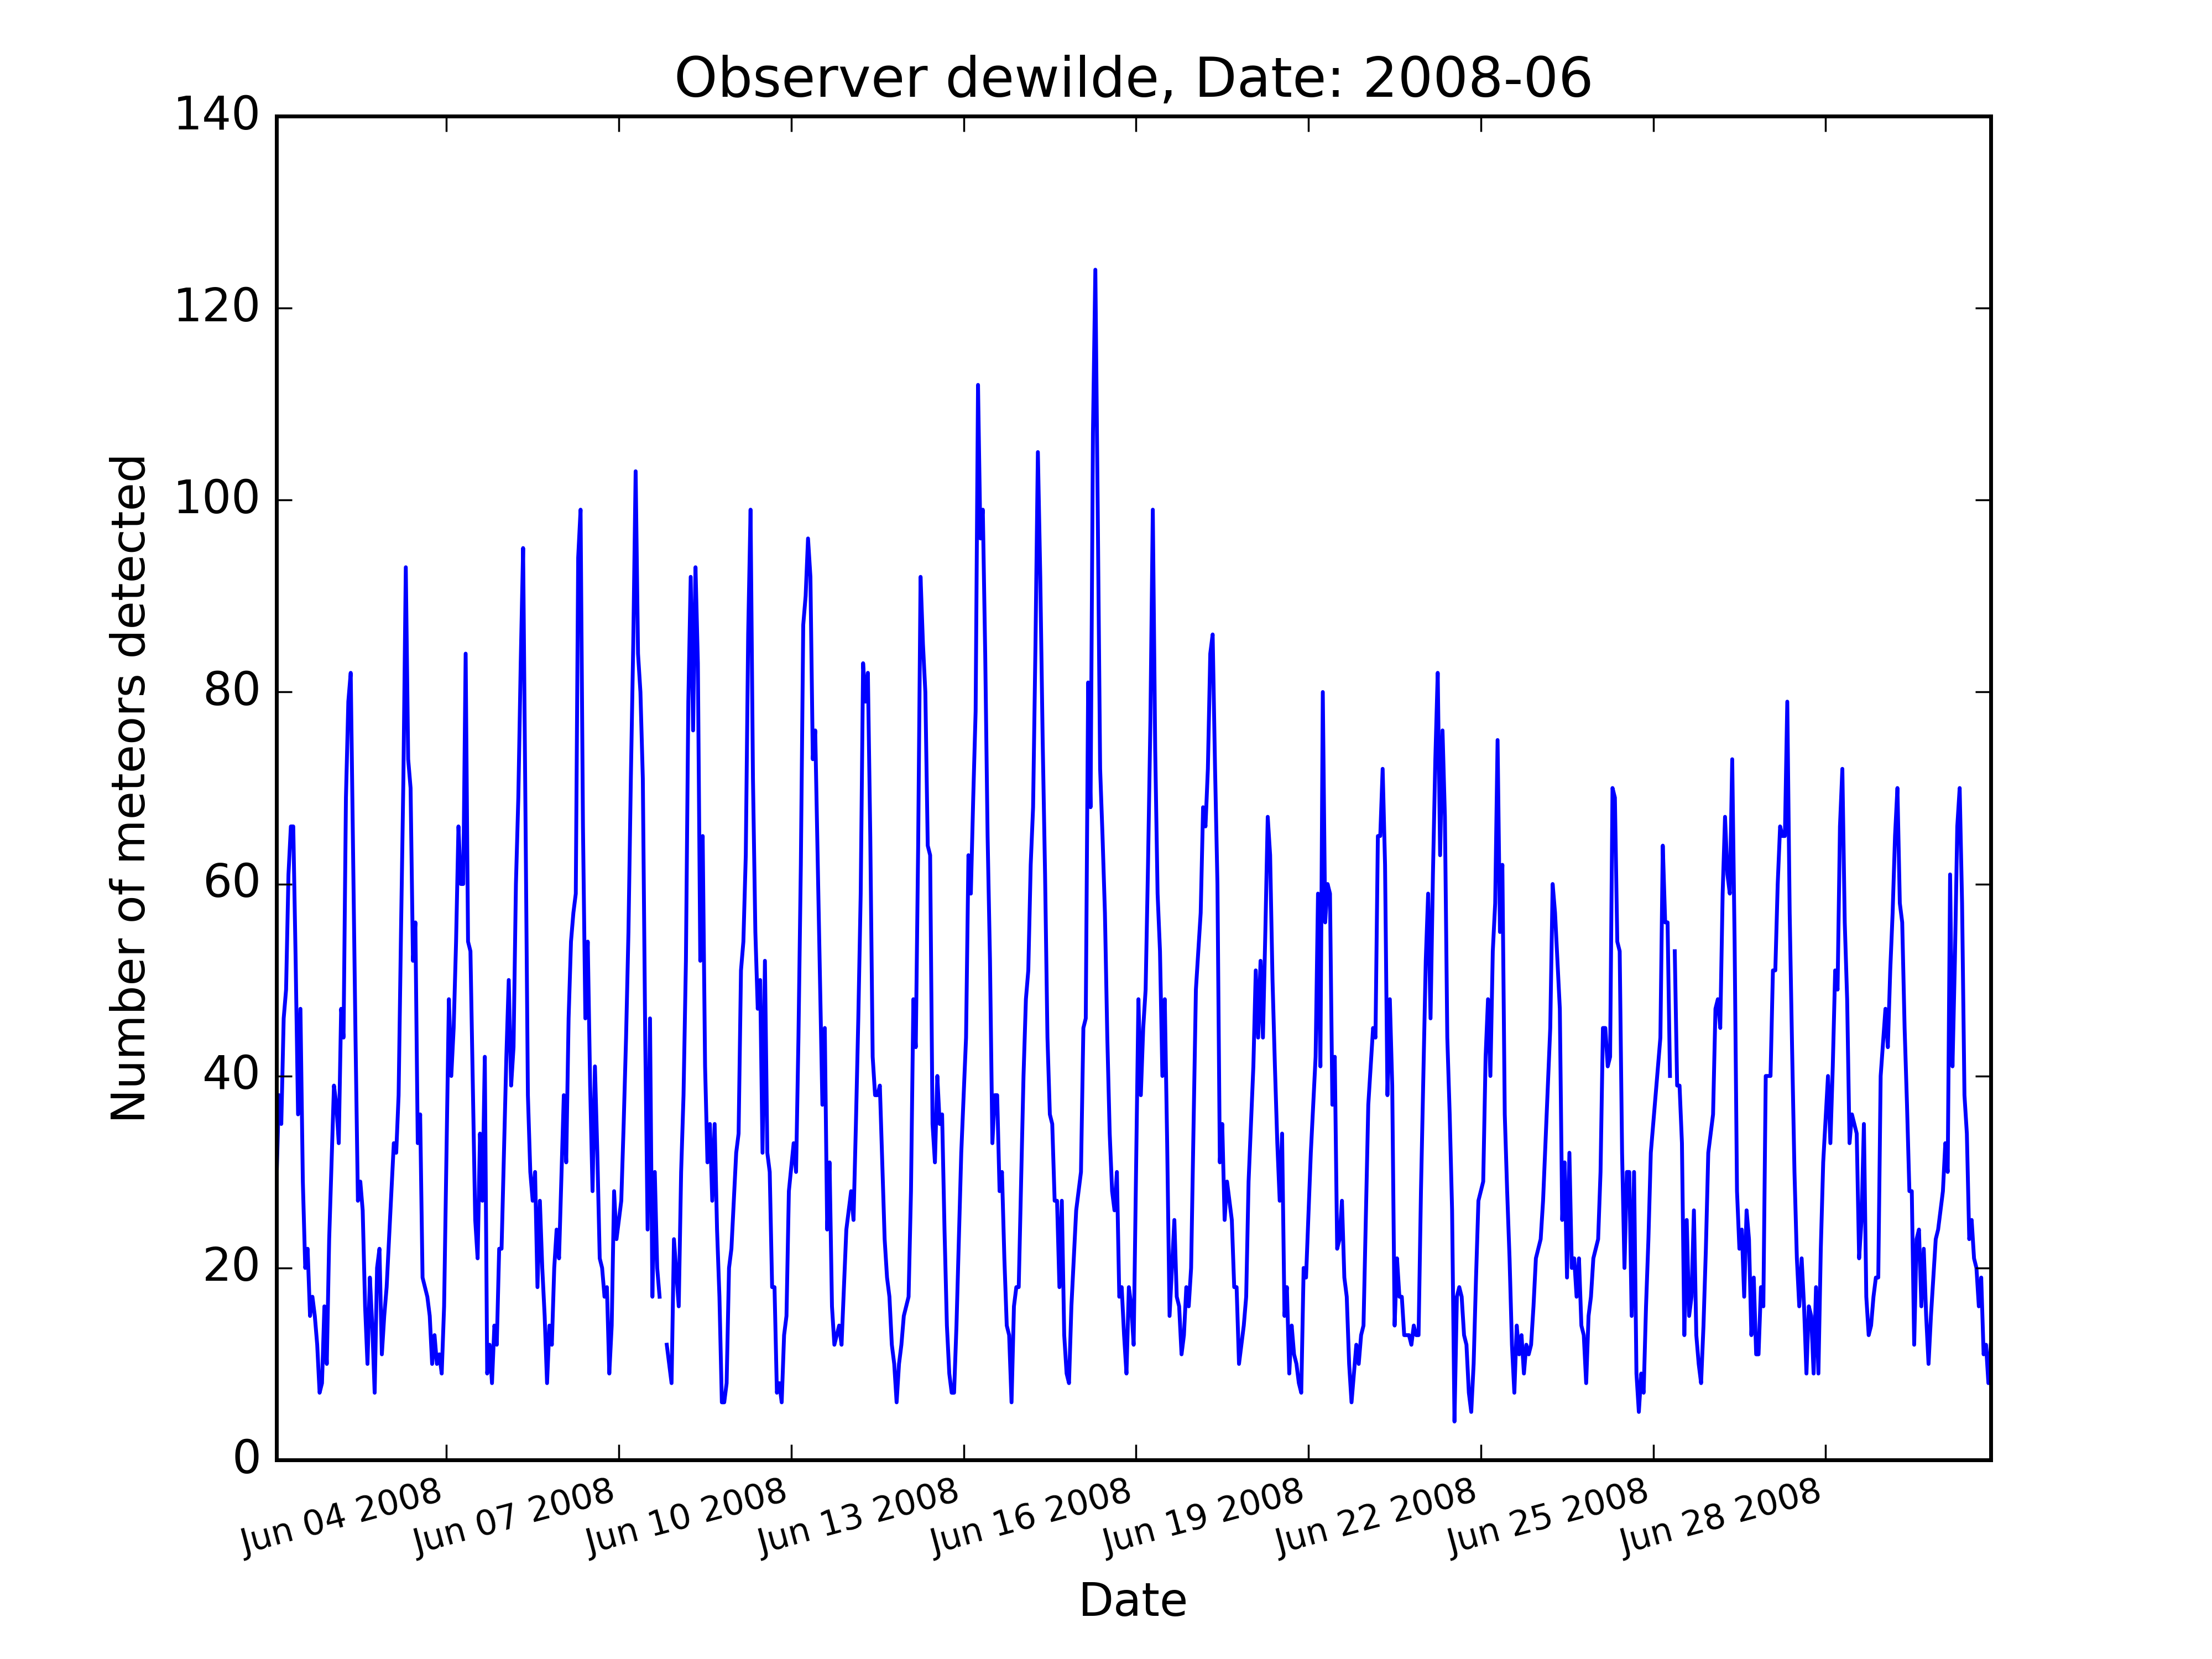 Observer dewilde, Date: 2008-06
140
120
100
80
60
40
20
0
Number of meteors detected
Jun 04 2008
Jun 07 2008
Jun 10 2008
Jun 13 2008
Jun 16 2008
Jun 19 2008
Jun 22 2008
Jun 25 2008
Jun 28 2008
Date